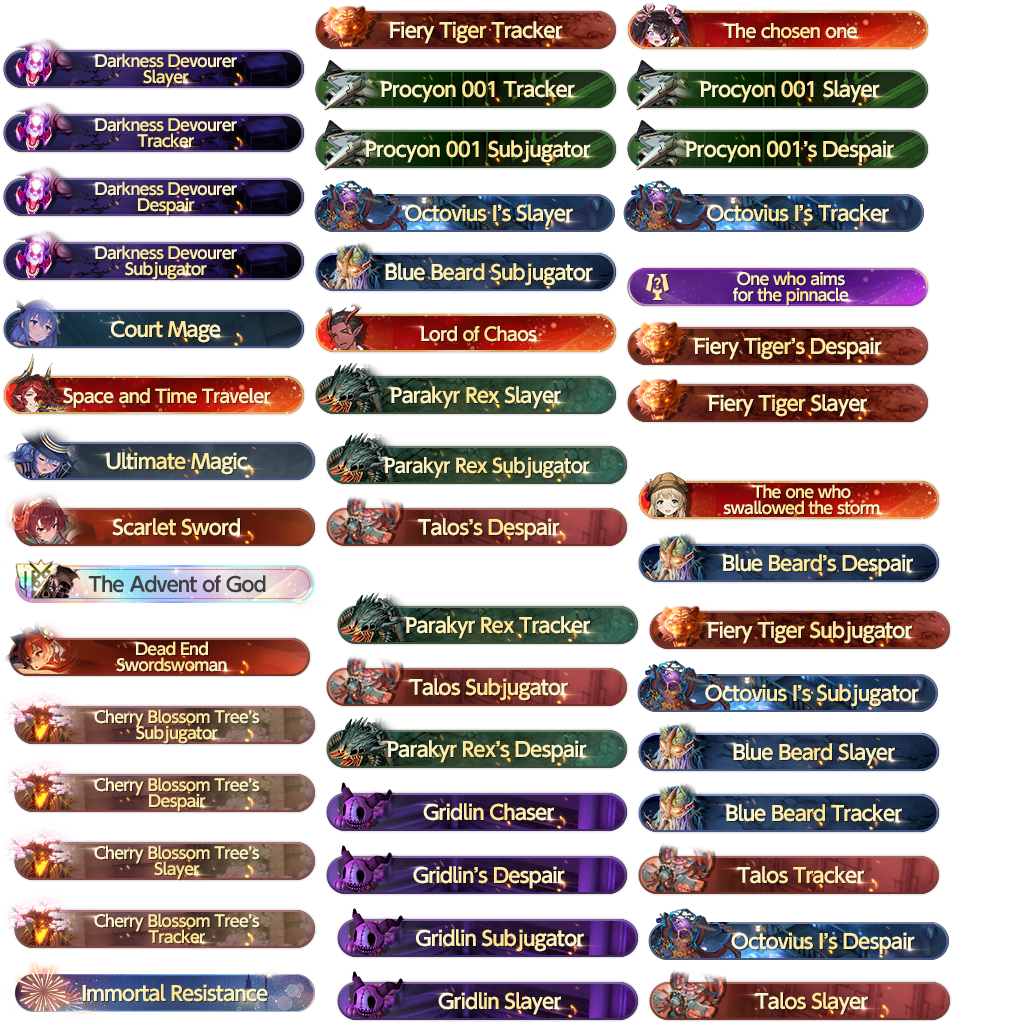 Darkness Devourer
Slayer
Darkness Devourer
Tracker
Darkness Devourer
Despair
Darkness Devourer
Subjugator
Court Mage
Space and Time Traveler
Ultimate Magic
Scarlet Sword
The Advent of God
Dead End
Swordswoman
Cherry Blossom Tree's
Subjugator
Cherry Blossom Tree's
Despair
Cherry Blossom Tree's
Slayer
Cherry Blossom Tree's
Tracker
Immortal Resistance
Fiery Tiger Tracker
Procyon 001 Tracker
Procyon 001 Subjugator
Octovius I's Slayer
Blue Beard Subjugator
Lord of Chaos
Parakyr Rex Slayer
Parakyr Rex Subjugator
Talos's Despair
Parakyr Rex Tracker
Talos Subjugator
Parakyr Rex's Despair
Gridlin Chaser
Gridlin's Despair
Gridlin Subjugator
Gridlin Slayer
The chosen one
Procyon 001 Slayer
Procyon 001's Despair
Octovius I's Tracker
One who aims
for the pinnacle
Fiery Tiger's Despair
Fiery Tiger Slayer
The one who
swallowed the storm
Blue Beard's Despair
Fiery Tiger Subjugator
Octovius I's Subjugator
Blue Beard Slayer
Blue Beard Tracker
Talos Tracker
Octovius I's Despair
Talos Slayer